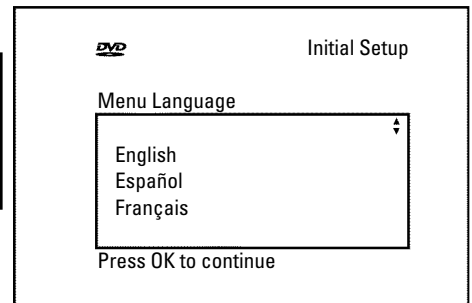 DVD
Initial Setup
Menu Language
English
Español
Français
Press OK to continue